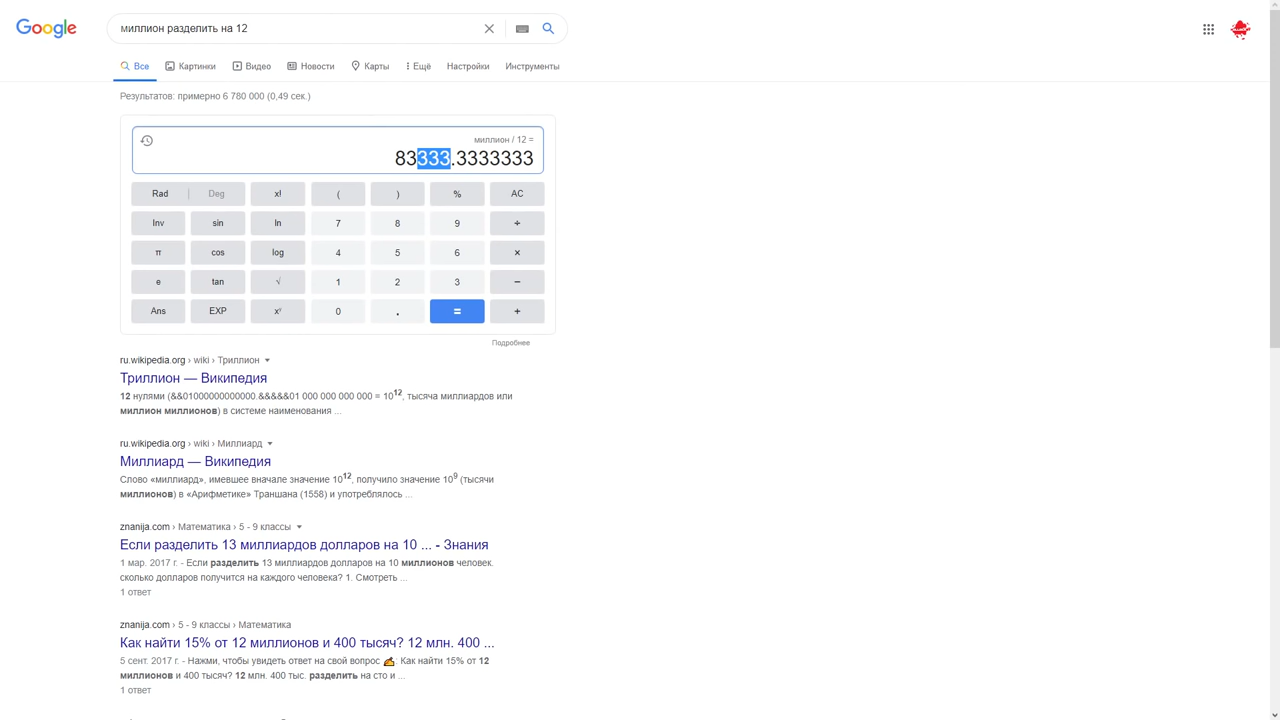 Google
миллион разделить на 12
Все Картинки Видео Новости Карты Ещё Настройки Инструменты
Результатов: примерно 6 780 000 (0,49 сек.)
миллион / 12 =
83333.3333333
Rad Deg x! ( ) % AC
Inv sin ln 7 8 9 ÷
π cos log 4 5 6 ×
e tan √ 1 2 3 −
Ans EXP xʸ 0 . = +
Подробнее
ru.wikipedia.org › wiki › Триллион
Триллион — Википедия
12 нулями (&&01000000000000.&&&&&01 000 000 000 000 = 10¹², тысяча миллиардов или
миллион миллионов) в системе наименования ...
ru.wikipedia.org › wiki › Миллиард
Миллиард — Википедия
Слово «миллиард», имевшее вначале значение 10¹², получило значение 10⁹ (тысячи
миллионов) в «Арифметике» Траншана (1558) и употреблялось ...
znanija.com › Математика › 5 - 9 классы
Если разделить 13 миллиардов долларов на 10 ... - Знания
1 мар. 2017 г. - Если разделить 13 миллиардов долларов на 10 миллионов человек.
сколько долларов получится на каждого человека? 1. Смотреть ...
1 ответ
znanija.com › 5 - 9 классы › Математика
Как найти 15% от 12 миллионов и 400 тысяч? 12 млн. 400 ...
5 сент. 2017 г. - Нажми, чтобы увидеть ответ на свой вопрос ✍️: Как найти 15% от 12
миллионов и 400 тысяч? 12 млн. 400 тыс. разделить на сто и ...
1 ответ